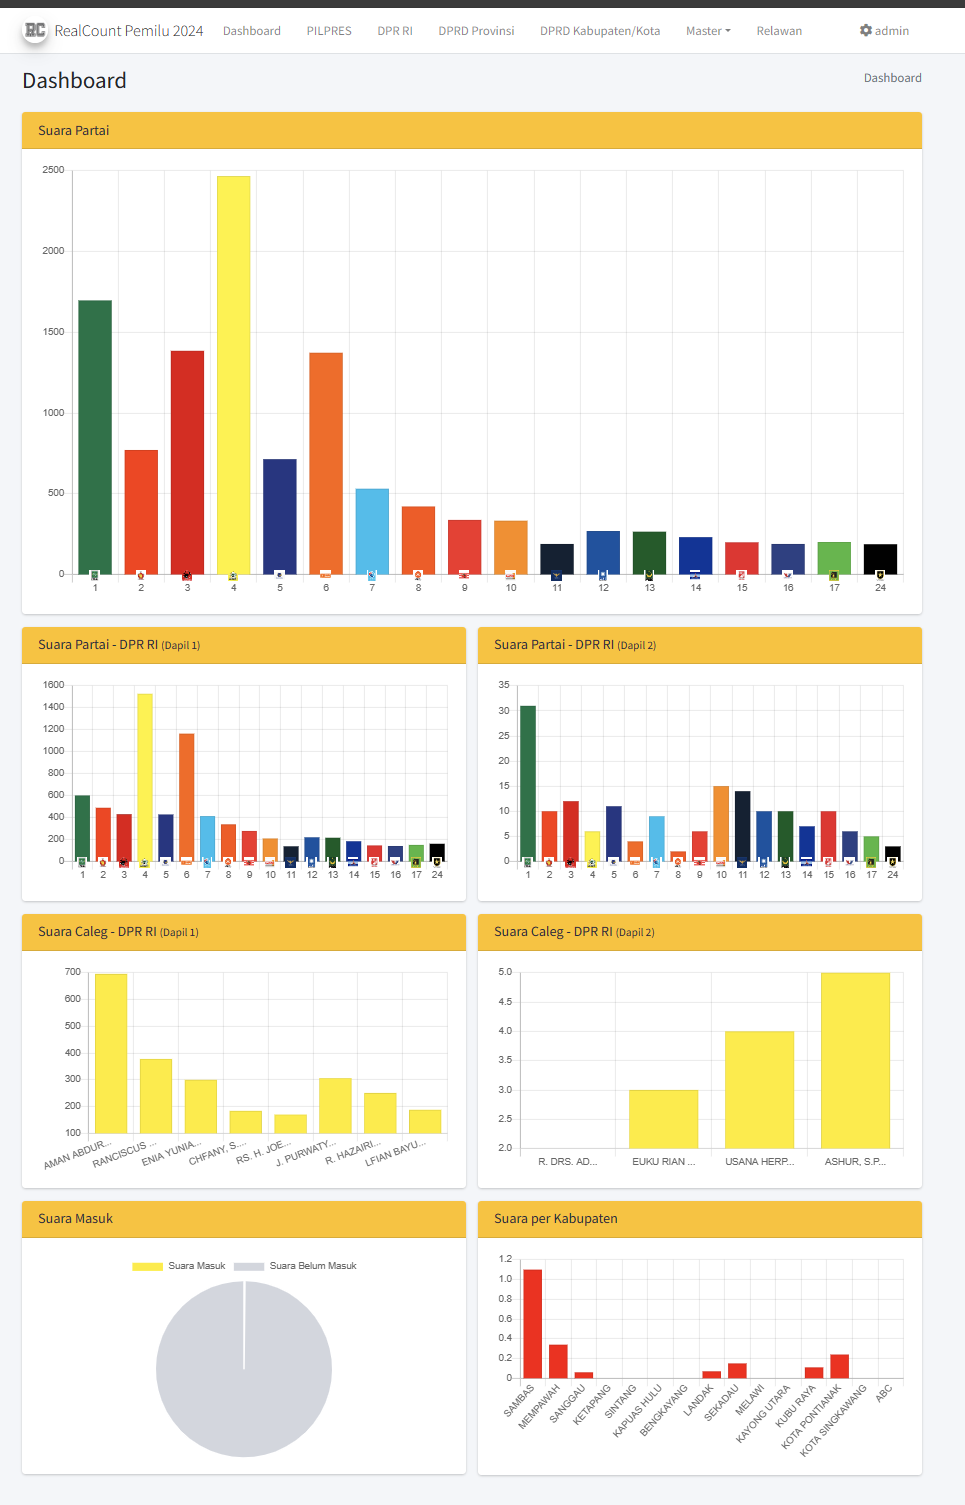 RC RealCount Pemilu 2024 Dashboard PILPRES DPR RI DPRD Provinsi DPRD Kabupaten/Kota Master Relawan admin
Dashboard Dashboard
Suara Partai
2500
2000
1500
1000
500
0
1 2 3 4 5 6 7 8 9 10 11 12 13 14 15 16 17 24
Suara Partai - DPR RI (Dapil 1)
1600
1400
1200
1000
800
600
400
200
0
1 2 3 4 5 6 7 8 9 10 11 12 13 14 15 16 17 24
Suara Partai - DPR RI (Dapil 2)
35
30
25
20
15
10
5
0
1 2 3 4 5 6 7 8 9 10 11 12 13 14 15 16 17 24
Suara Caleg - DPR RI (Dapil 1)
700
600
500
400
300
200
100
AMAN ABDUR... RANCISCUS ... ENIA YUNIA... CHFANY, S.... RS. H. JOE... J. PURWATY... R. HAZAIRI... LFIAN BAYU...
Suara Caleg - DPR RI (Dapil 2)
5.0
4.5
4.0
3.5
3.0
2.5
2.0
R. DRS. AD... EUKU RIAN ... USANA HERP... ASHUR, S.P...
Suara Masuk
Suara Masuk Suara Belum Masuk
Suara per Kabupaten
1.2
1.0
0.8
0.6
0.4
0.2
0
SAMBAS MEMPAWAH SANGGAU KETAPANG SINTANG KAPUAS HULU BENGKAYANG LANDAK SEKADAU MELAWI KAYONG UTARA KUBU RAYA KOTA PONTIANAK KOTA SINGKAWANG ABC